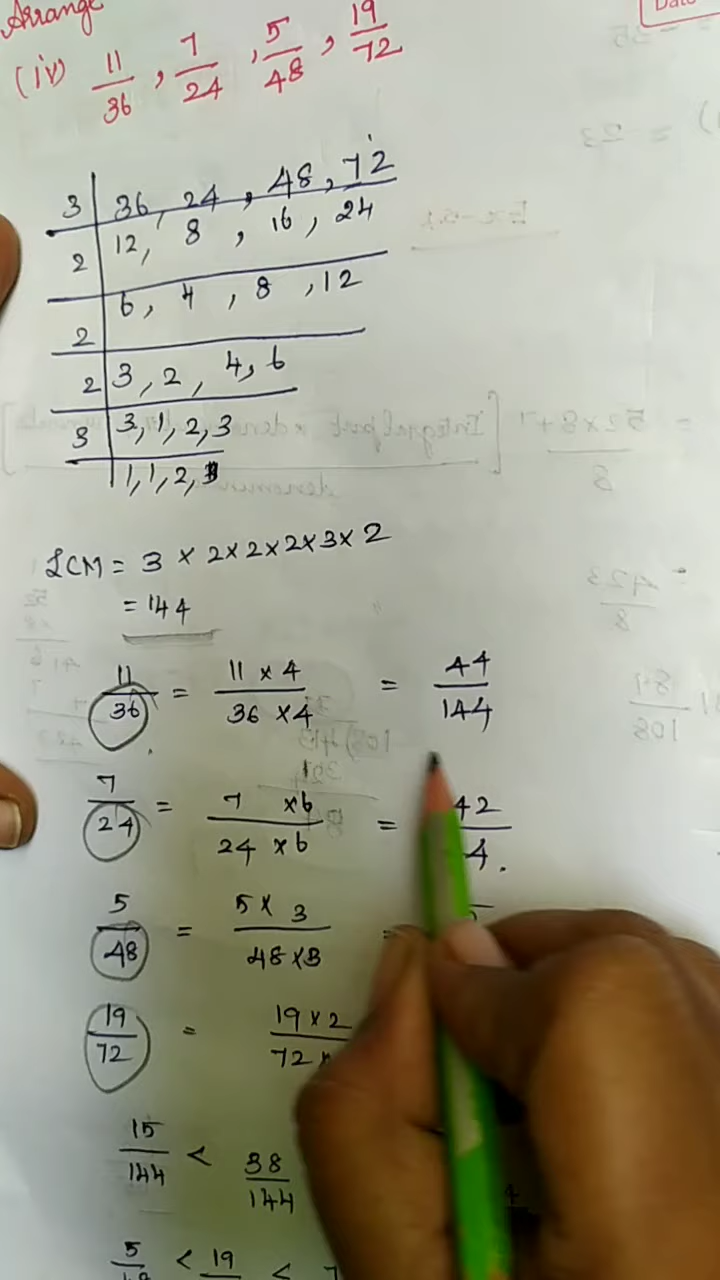 Arrange
(iv) 11/36 , 7/24 , 5/48 , 19/72
3 | 36, 24, 48, 72
2 | 12, 8, 16, 24
2 | 6, 4, 8, 12
2 | 3, 2, 4, 6
3 | 3, 1, 2, 3
1, 1, 2, 1
LCM = 3 × 2 × 2 × 2 × 3 × 2
= 144
11/36 = 11 × 4 / 36 × 4 = 44/144
7/24 = 7 × 6 / 24 × 6 = 42
5/48 = 5 × 3 / 48 × 3 =
19/72 = 19 × 2 / 72 ×
15/144 < 38/144
5 < 19 <